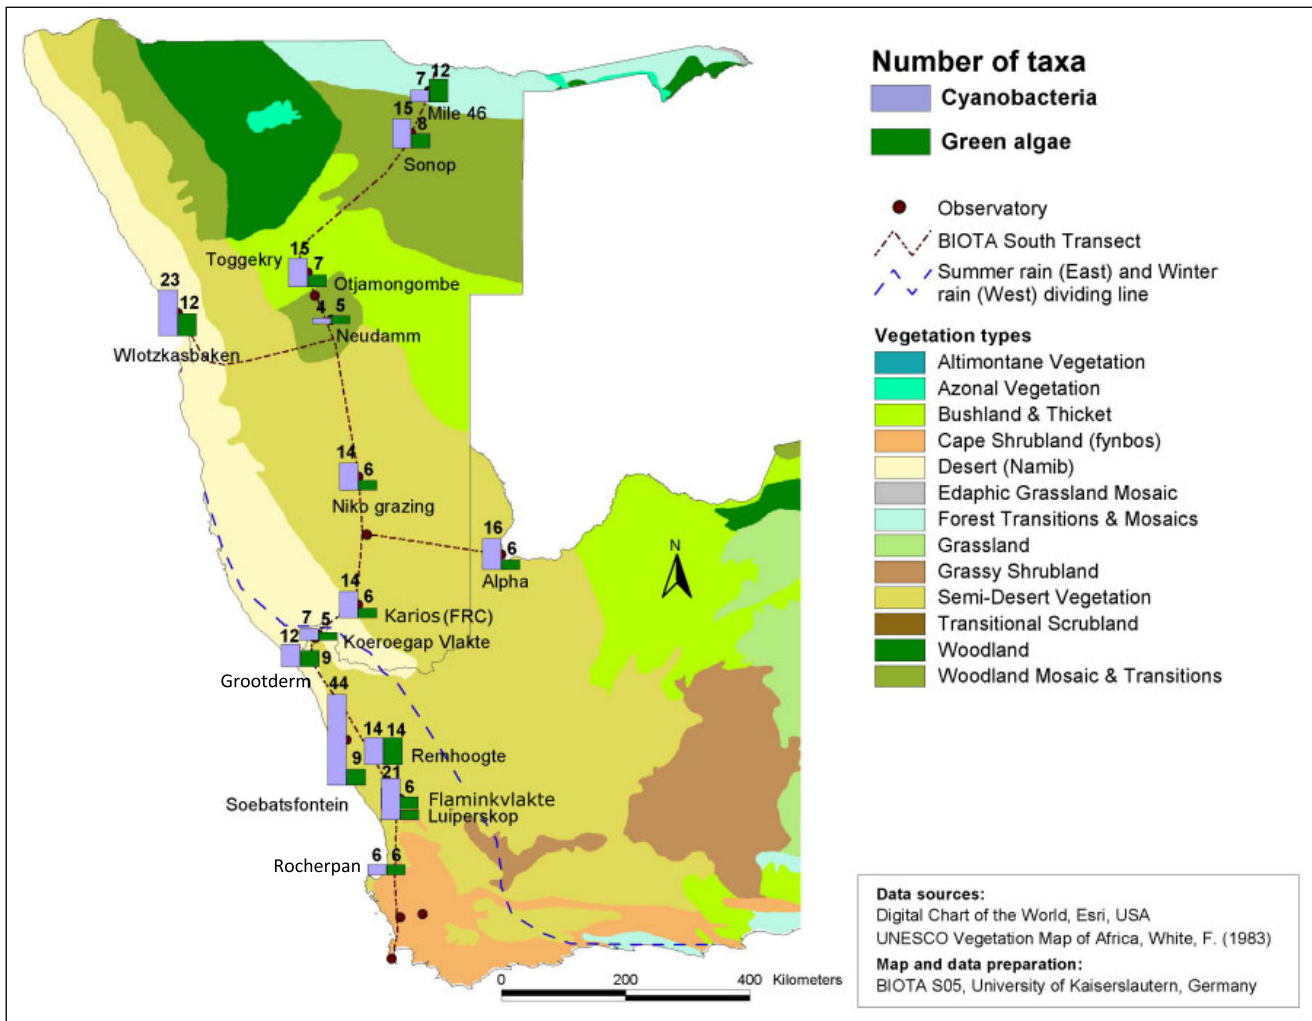 Number of taxa
Cyanobacteria
Green algae
Observatory
BIOTA South Transect
Summer rain (East) and Winter
rain (West) dividing line
Vegetation types
Altimontane Vegetation
Azonal Vegetation
Bushland & Thicket
Cape Shrubland (fynbos)
Desert (Namib)
Edaphic Grassland Mosaic
Forest Transitions & Mosaics
Grassland
Grassy Shrubland
Semi-Desert Vegetation
Transitional Scrubland
Woodland
Woodland Mosaic & Transitions
7 12
Mile 46
15 8
Sonop
15 7
Toggekry
Otjamongombe
4 5
Neudamm
23 12
Wlotzkasbaken
14 6
Niko grazing
16 6
Alpha
14 6
Karios (FRC)
7 5
Koeroegap Vlakte
12 9
Grootderm
44 9
Soebatsfontein
14 14
Remhoogte
21 6
Flaminkvlakte
Luiperskop
6 6
Rocherpan
N
0 200 400 Kilometers
Data sources:
Digital Chart of the World, Esri, USA
UNESCO Vegetation Map of Africa, White, F. (1983)
Map and data preparation:
BIOTA S05, University of Kaiserslautern, Germany